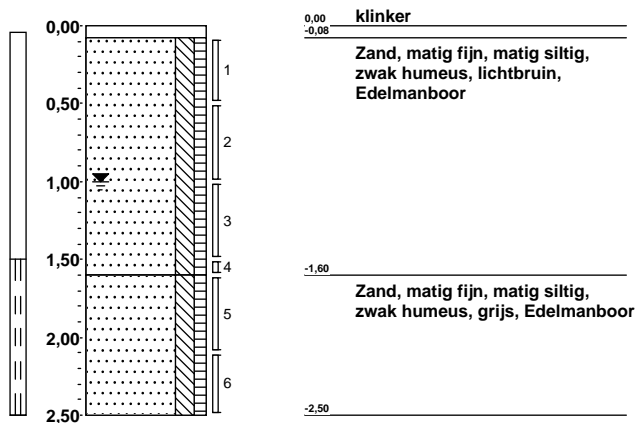 0,00
0,50
1,00
1,50
2,00
2,50
1
2
3
4
5
6
0,00 klinker
-0,08
Zand, matig fijn, matig siltig,
zwak humeus, lichtbruin,
Edelmanboor
-1,60
Zand, matig fijn, matig siltig,
zwak humeus, grijs, Edelmanboor
-2,50